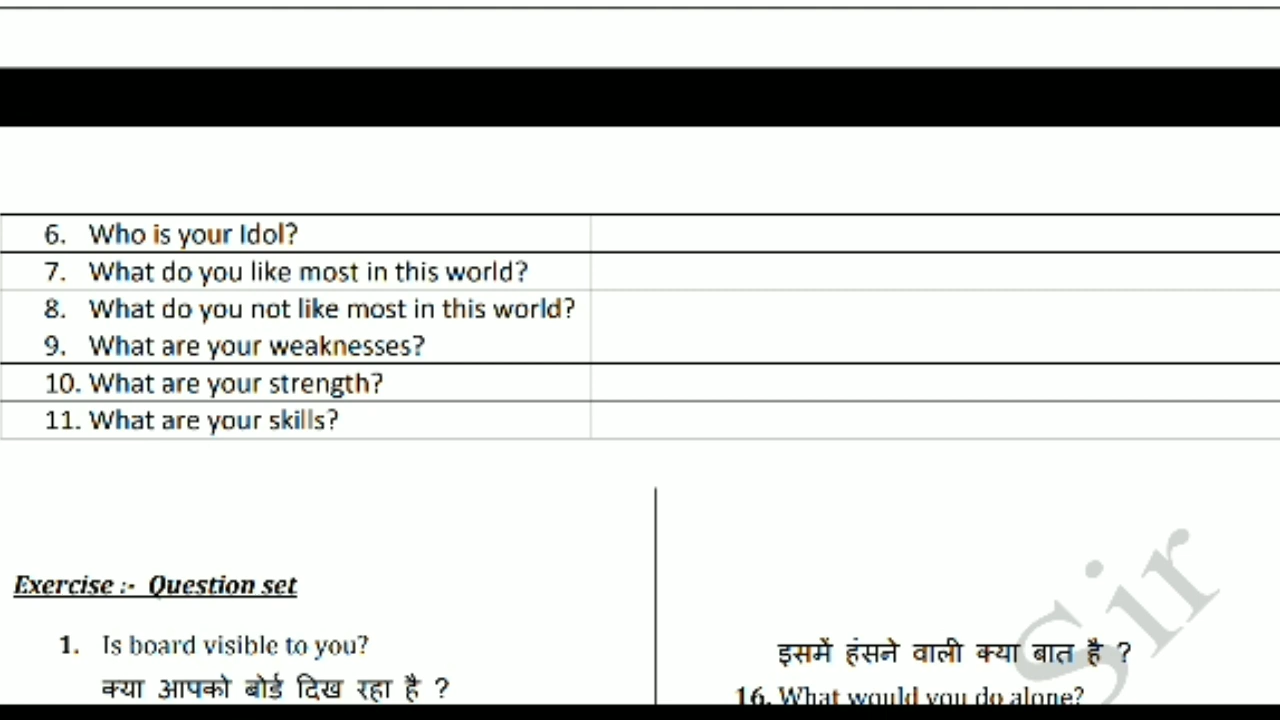 6. Who is your Idol?
7. What do you like most in this world?
8. What do you not like most in this world?
9. What are your weaknesses?
10. What are your strength?
11. What are your skills?
Exercise :- Question set
1. Is board visible to you?
क्या आपको बोर्ड दिख रहा है ?
इसमें हंसने वाली क्या बात है ?
16. What would you do alone?
Sir